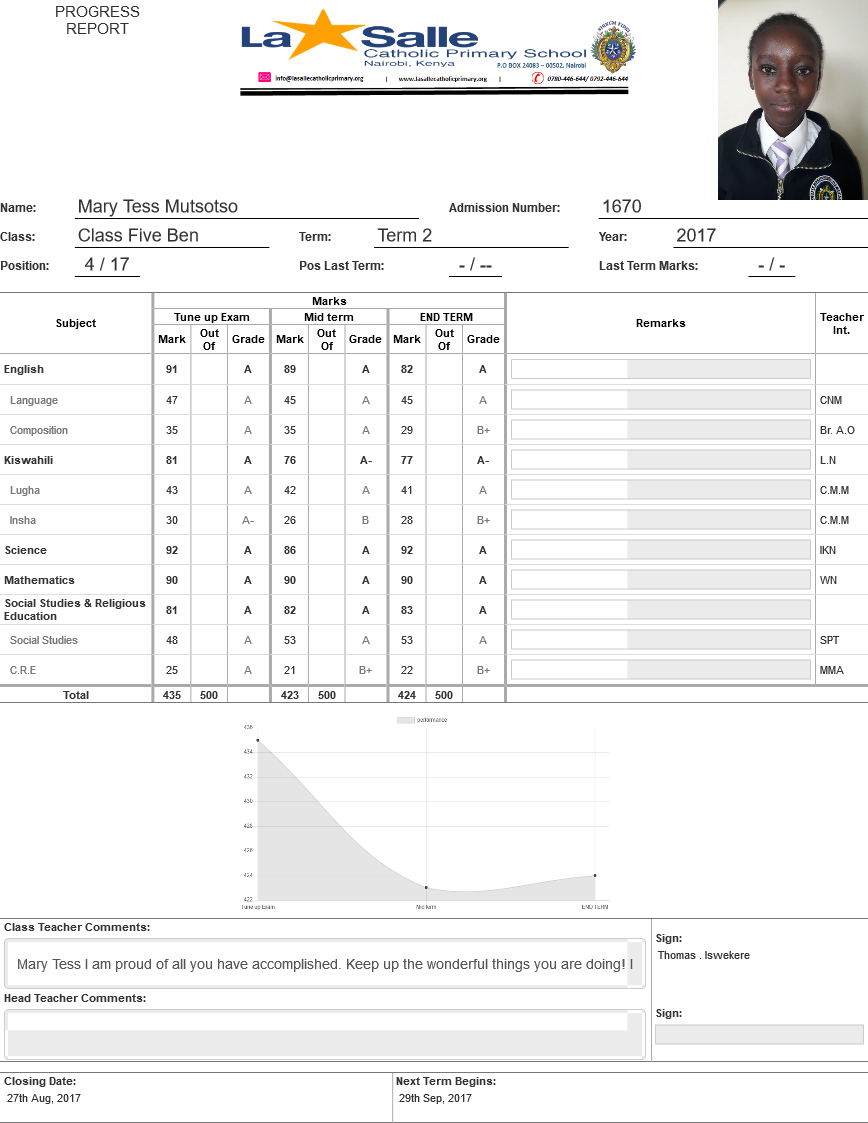 PROGRESS
REPORT
La Salle
Catholic Primary School
Nairobi, Kenya
P.O BOX 24083 – 00502, Nairobi
info@lasallecatholicprimary.org | www.lasallecatholicprimary.org | 0780-446-644/ 0792-446-644
Name: Mary Tess Mutsotso Admission Number: 1670
Class: Class Five Ben Term: Term 2 Year: 2017
Position: 4 / 17 Pos Last Term: - / -- Last Term Marks: - / -
Subject Marks Remarks Teacher Int.
Tune up Exam Mid term END TERM
Mark Out Of Grade Mark Out Of Grade Mark Out Of Grade
English 91 A 89 A 82 A
Language 47 A 45 A 45 A CNM
Composition 35 A 35 A 29 B+ Br. A.O
Kiswahili 81 A 76 A- 77 A- L.N
Lugha 43 A 42 A 41 A C.M.M
Insha 30 A- 26 B 28 B+ C.M.M
Science 92 A 86 A 92 A IKN
Mathematics 90 A 90 A 90 A WN
Social Studies & Religious
Education 81 A 82 A 83 A
Social Studies 48 A 53 A 53 A SPT
C.R.E 25 A 21 B+ 22 B+ MMA
Total 435 500 423 500 424 500
performance
436
434
432
430
428
426
424
422
Tune up Exam Mid term END TERM
Class Teacher Comments:
Mary Tess I am proud of all you have accomplished. Keep up the wonderful things you are doing! I
Sign:
Thomas . Iswekere
Head Teacher Comments:
Sign:
Closing Date: Next Term Begins:
27th Aug, 2017 29th Sep, 2017